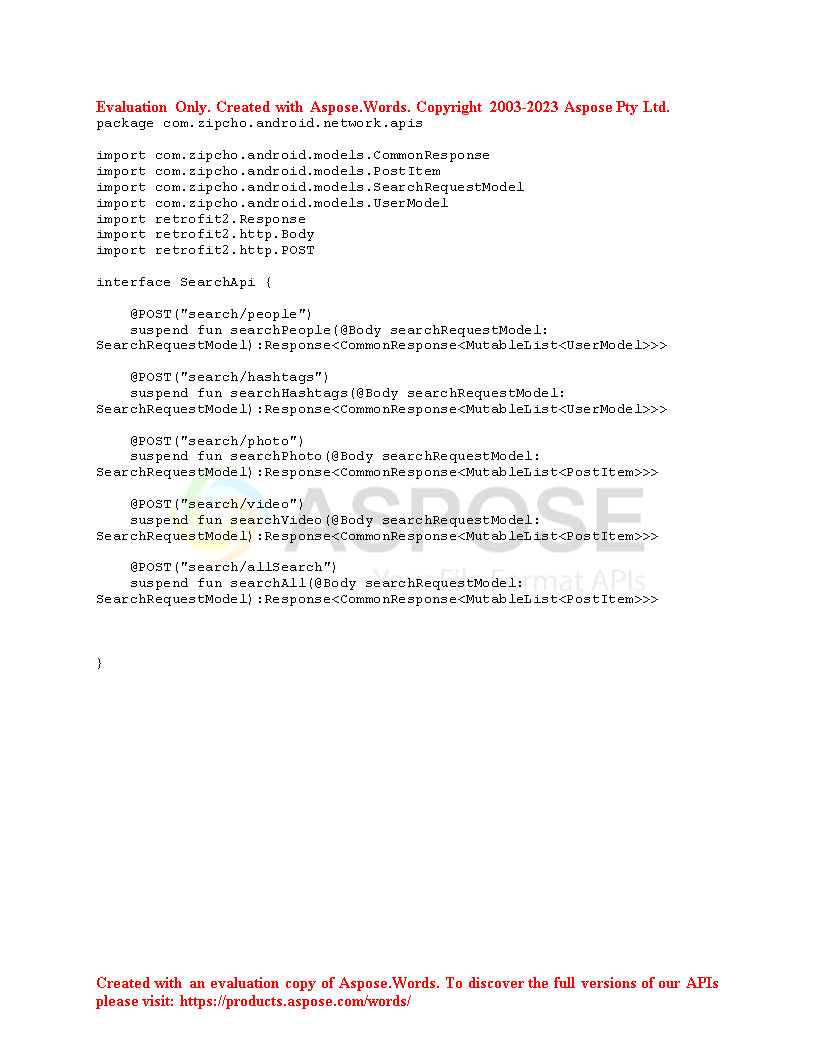 Evaluation Only. Created with Aspose.Words. Copyright 2003-2023 Aspose Pty Ltd.
package com.zipcho.android.network.apis

import com.zipcho.android.models.CommonResponse
import com.zipcho.android.models.PostItem
import com.zipcho.android.models.SearchRequestModel
import com.zipcho.android.models.UserModel
import retrofit2.Response
import retrofit2.http.Body
import retrofit2.http.POST

interface SearchApi {

    @POST("search/people")
    suspend fun searchPeople(@Body searchRequestModel:
SearchRequestModel):Response<CommonResponse<MutableList<UserModel>>>

    @POST("search/hashtags")
    suspend fun searchHashtags(@Body searchRequestModel:
SearchRequestModel):Response<CommonResponse<MutableList<UserModel>>>

    @POST("search/photo")
    suspend fun searchPhoto(@Body searchRequestModel:
SearchRequestModel):Response<CommonResponse<MutableList<PostItem>>>

    @POST("search/video")
    suspend fun searchVideo(@Body searchRequestModel:
SearchRequestModel):Response<CommonResponse<MutableList<PostItem>>>

    @POST("search/allSearch")
    suspend fun searchAll(@Body searchRequestModel:
SearchRequestModel):Response<CommonResponse<MutableList<PostItem>>>

}
ASPOSE
Your File Format APIs
Created with an evaluation copy of Aspose.Words. To discover the full versions of our APIs
please visit: https://products.aspose.com/words/